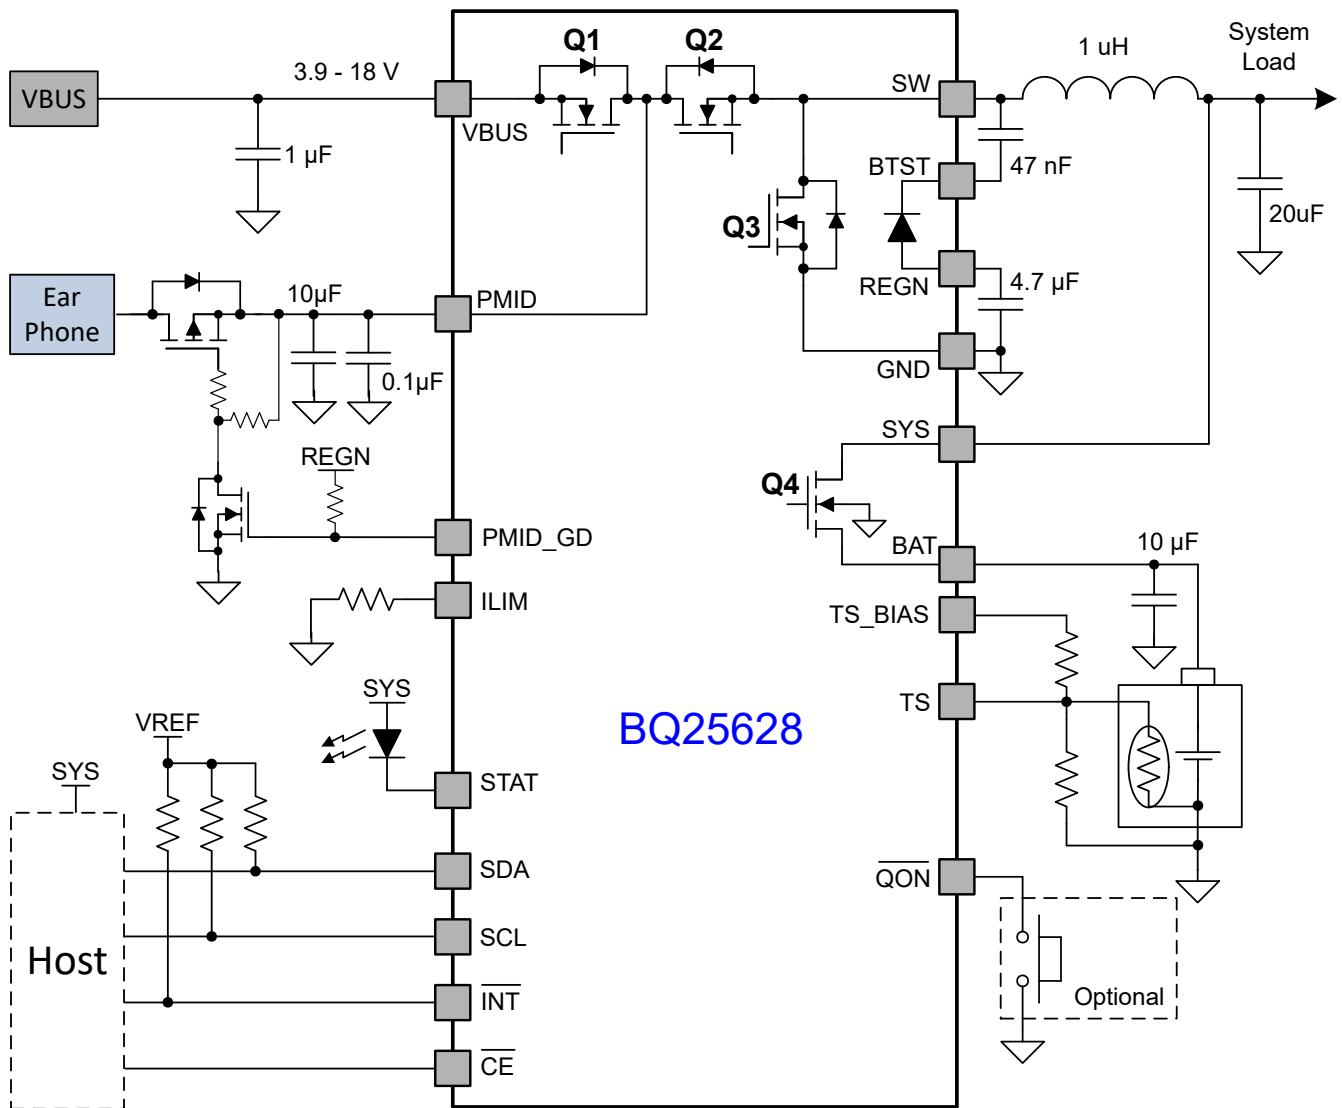 Q1
Q2
System
Load
1 uH
3.9 - 18 V
SW
VBUS
VBUS
1 µF
BTST
47 nF
Q3
20uF
REGN
4.7 µF
Ear
Phone
10µF
PMID
0.1µF
GND
SYS
REGN
Q4
PMID_GD
BAT
10 µF
ILIM
TS_BIAS
SYS
TS
VREF
BQ25628
SYS
STAT
SDA
QON
SCL
Host
INT
Optional
CE